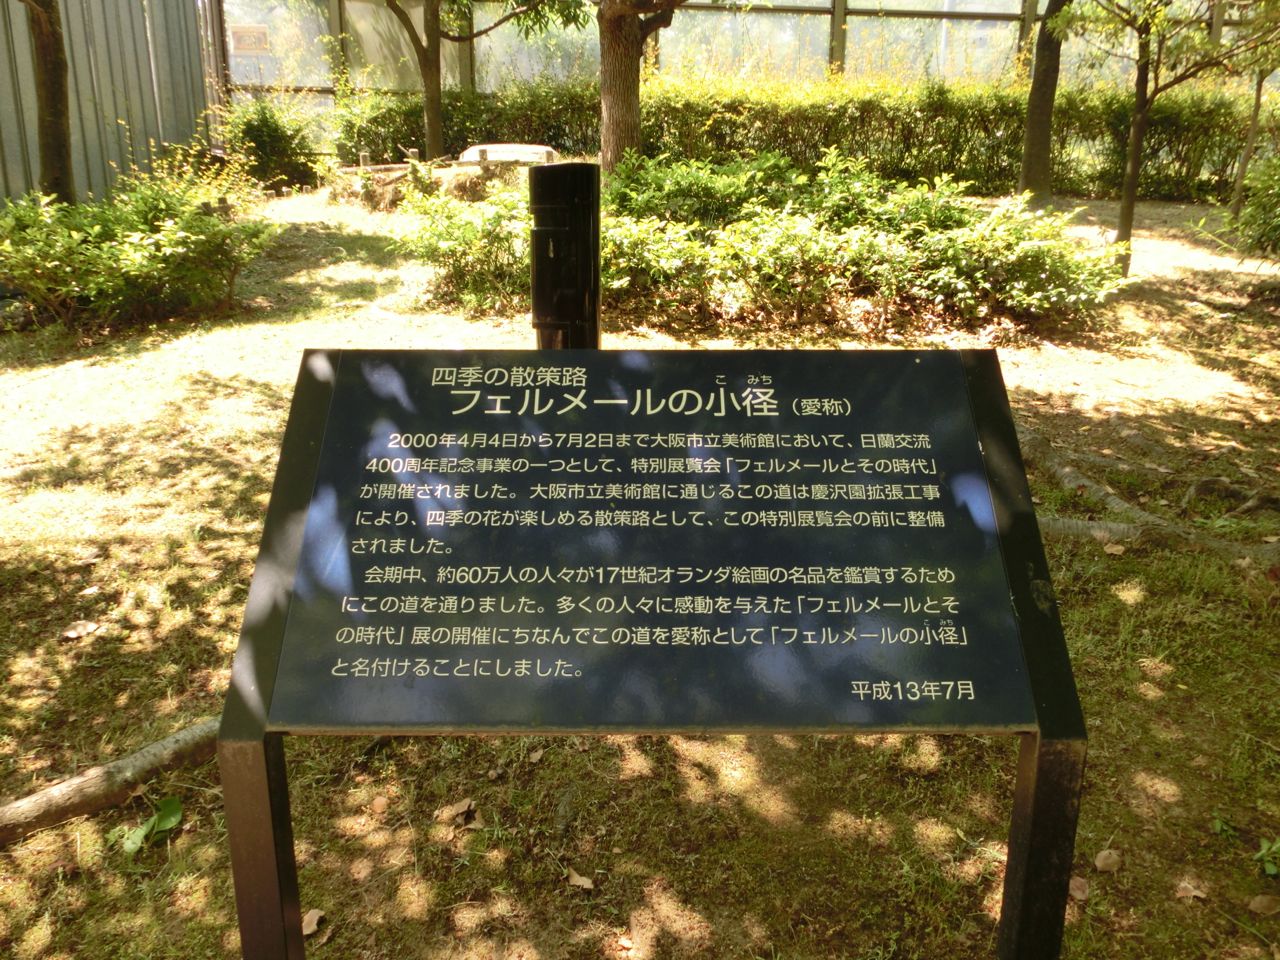 四季の散策路
フェルメールの小径（愛称）
こ みち
2000年4月4日から7月2日まで大阪市立美術館において、日蘭交流
400周年記念事業の一つとして、特別展覧会「フェルメールとその時代」
が開催されました。大阪市立美術館に通じるこの道は慶沢園拡張工事
により、四季の花が楽しめる散策路として、この特別展覧会の前に整備
されました。
会期中、約60万人の人々が17世紀オランダ絵画の名品を鑑賞するため
にこの道を通りました。多くの人々に感動を与えた「フェルメールとそ
の時代」展の開催にちなんでこの道を愛称として「フェルメールの小径」
こ みち
と名付けることにしました。
平成13年7月